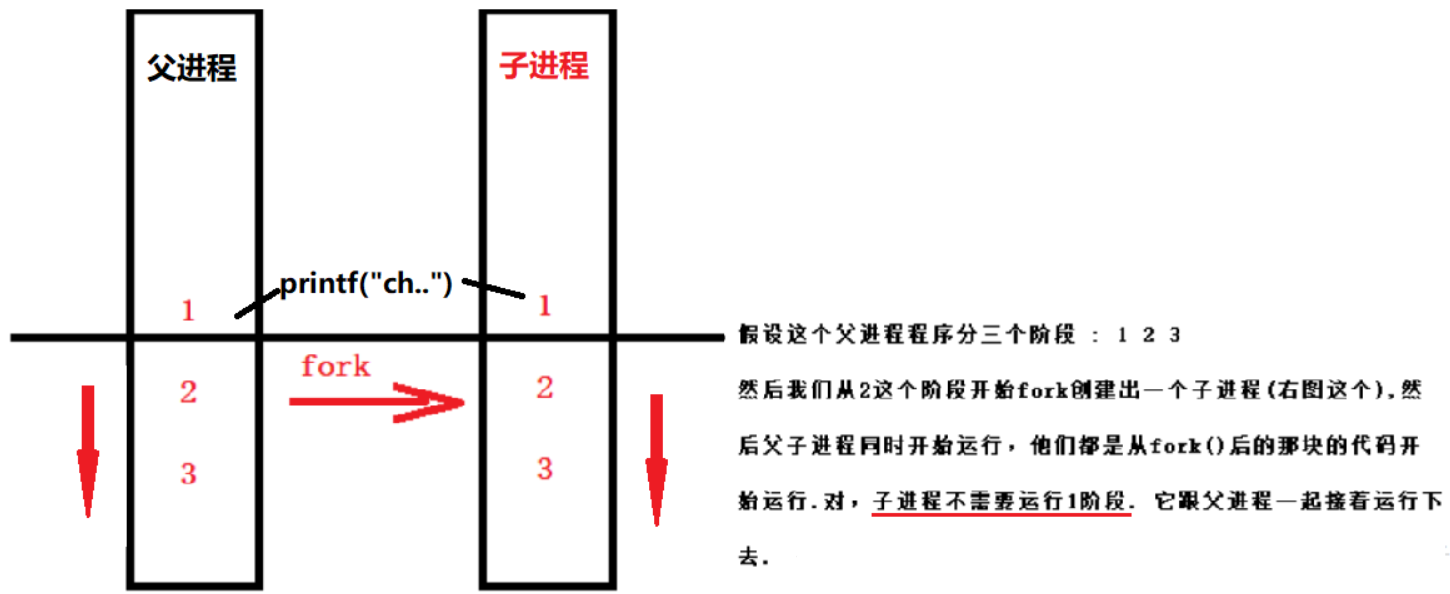 父进程
子进程
printf("ch..")
1
1
fork
2
2
3
3
假设这个父进程程序分三个阶段 : 1 2 3
然后我们从2这个阶段开始fork创建出一个子进程(右图这个),然
后父子进程同时开始运行，他们都是从fork()后的那块的代码开
始运行.对，子进程不需要运行1阶段. 它跟父进程一起接着运行下
去.